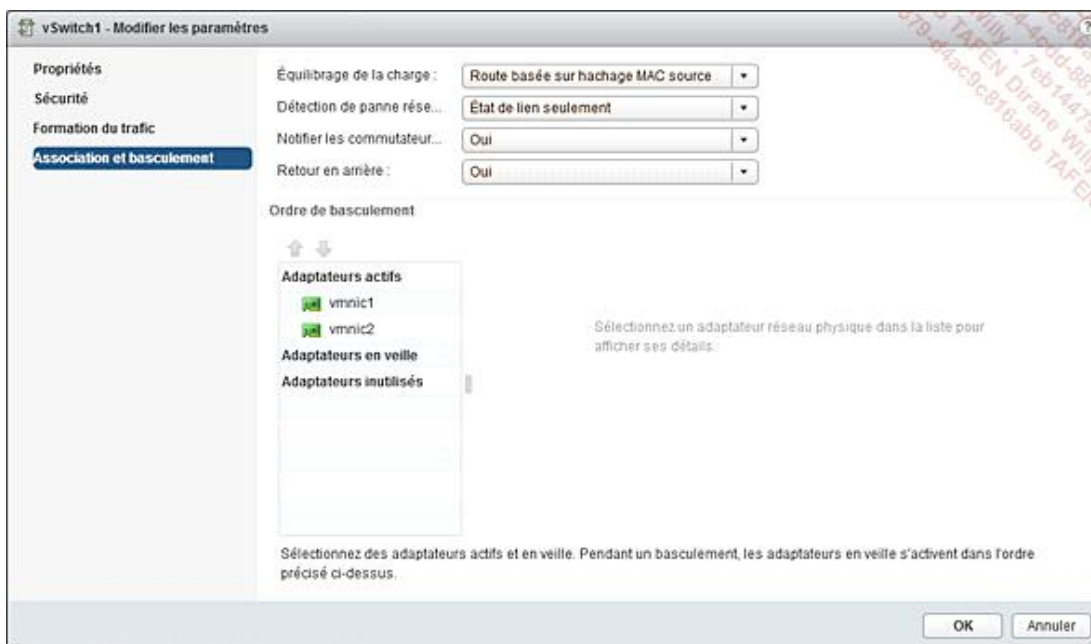 vSwitch1 - Modifier les paramètres
?
Propriétés
Sécurité
Formation du trafic
Association et basculement
Équilibrage de la charge :
Route basée sur hachage MAC source
Détection de panne rése...
État de lien seulement
Notifier les commutateur...
Oui
Retour en arrière :
Oui
Ordre de basculement
Adaptateurs actifs
vmnic1
vmnic2
Adaptateurs en veille
Adaptateurs inutilisés
Sélectionnez un adaptateur réseau physique dans la liste pour
afficher ses détails.
Sélectionnez des adaptateurs actifs et en veille. Pendant un basculement, les adaptateurs en veille s'activent dans l'ordre
précisé ci-dessus.
OK
Annuler